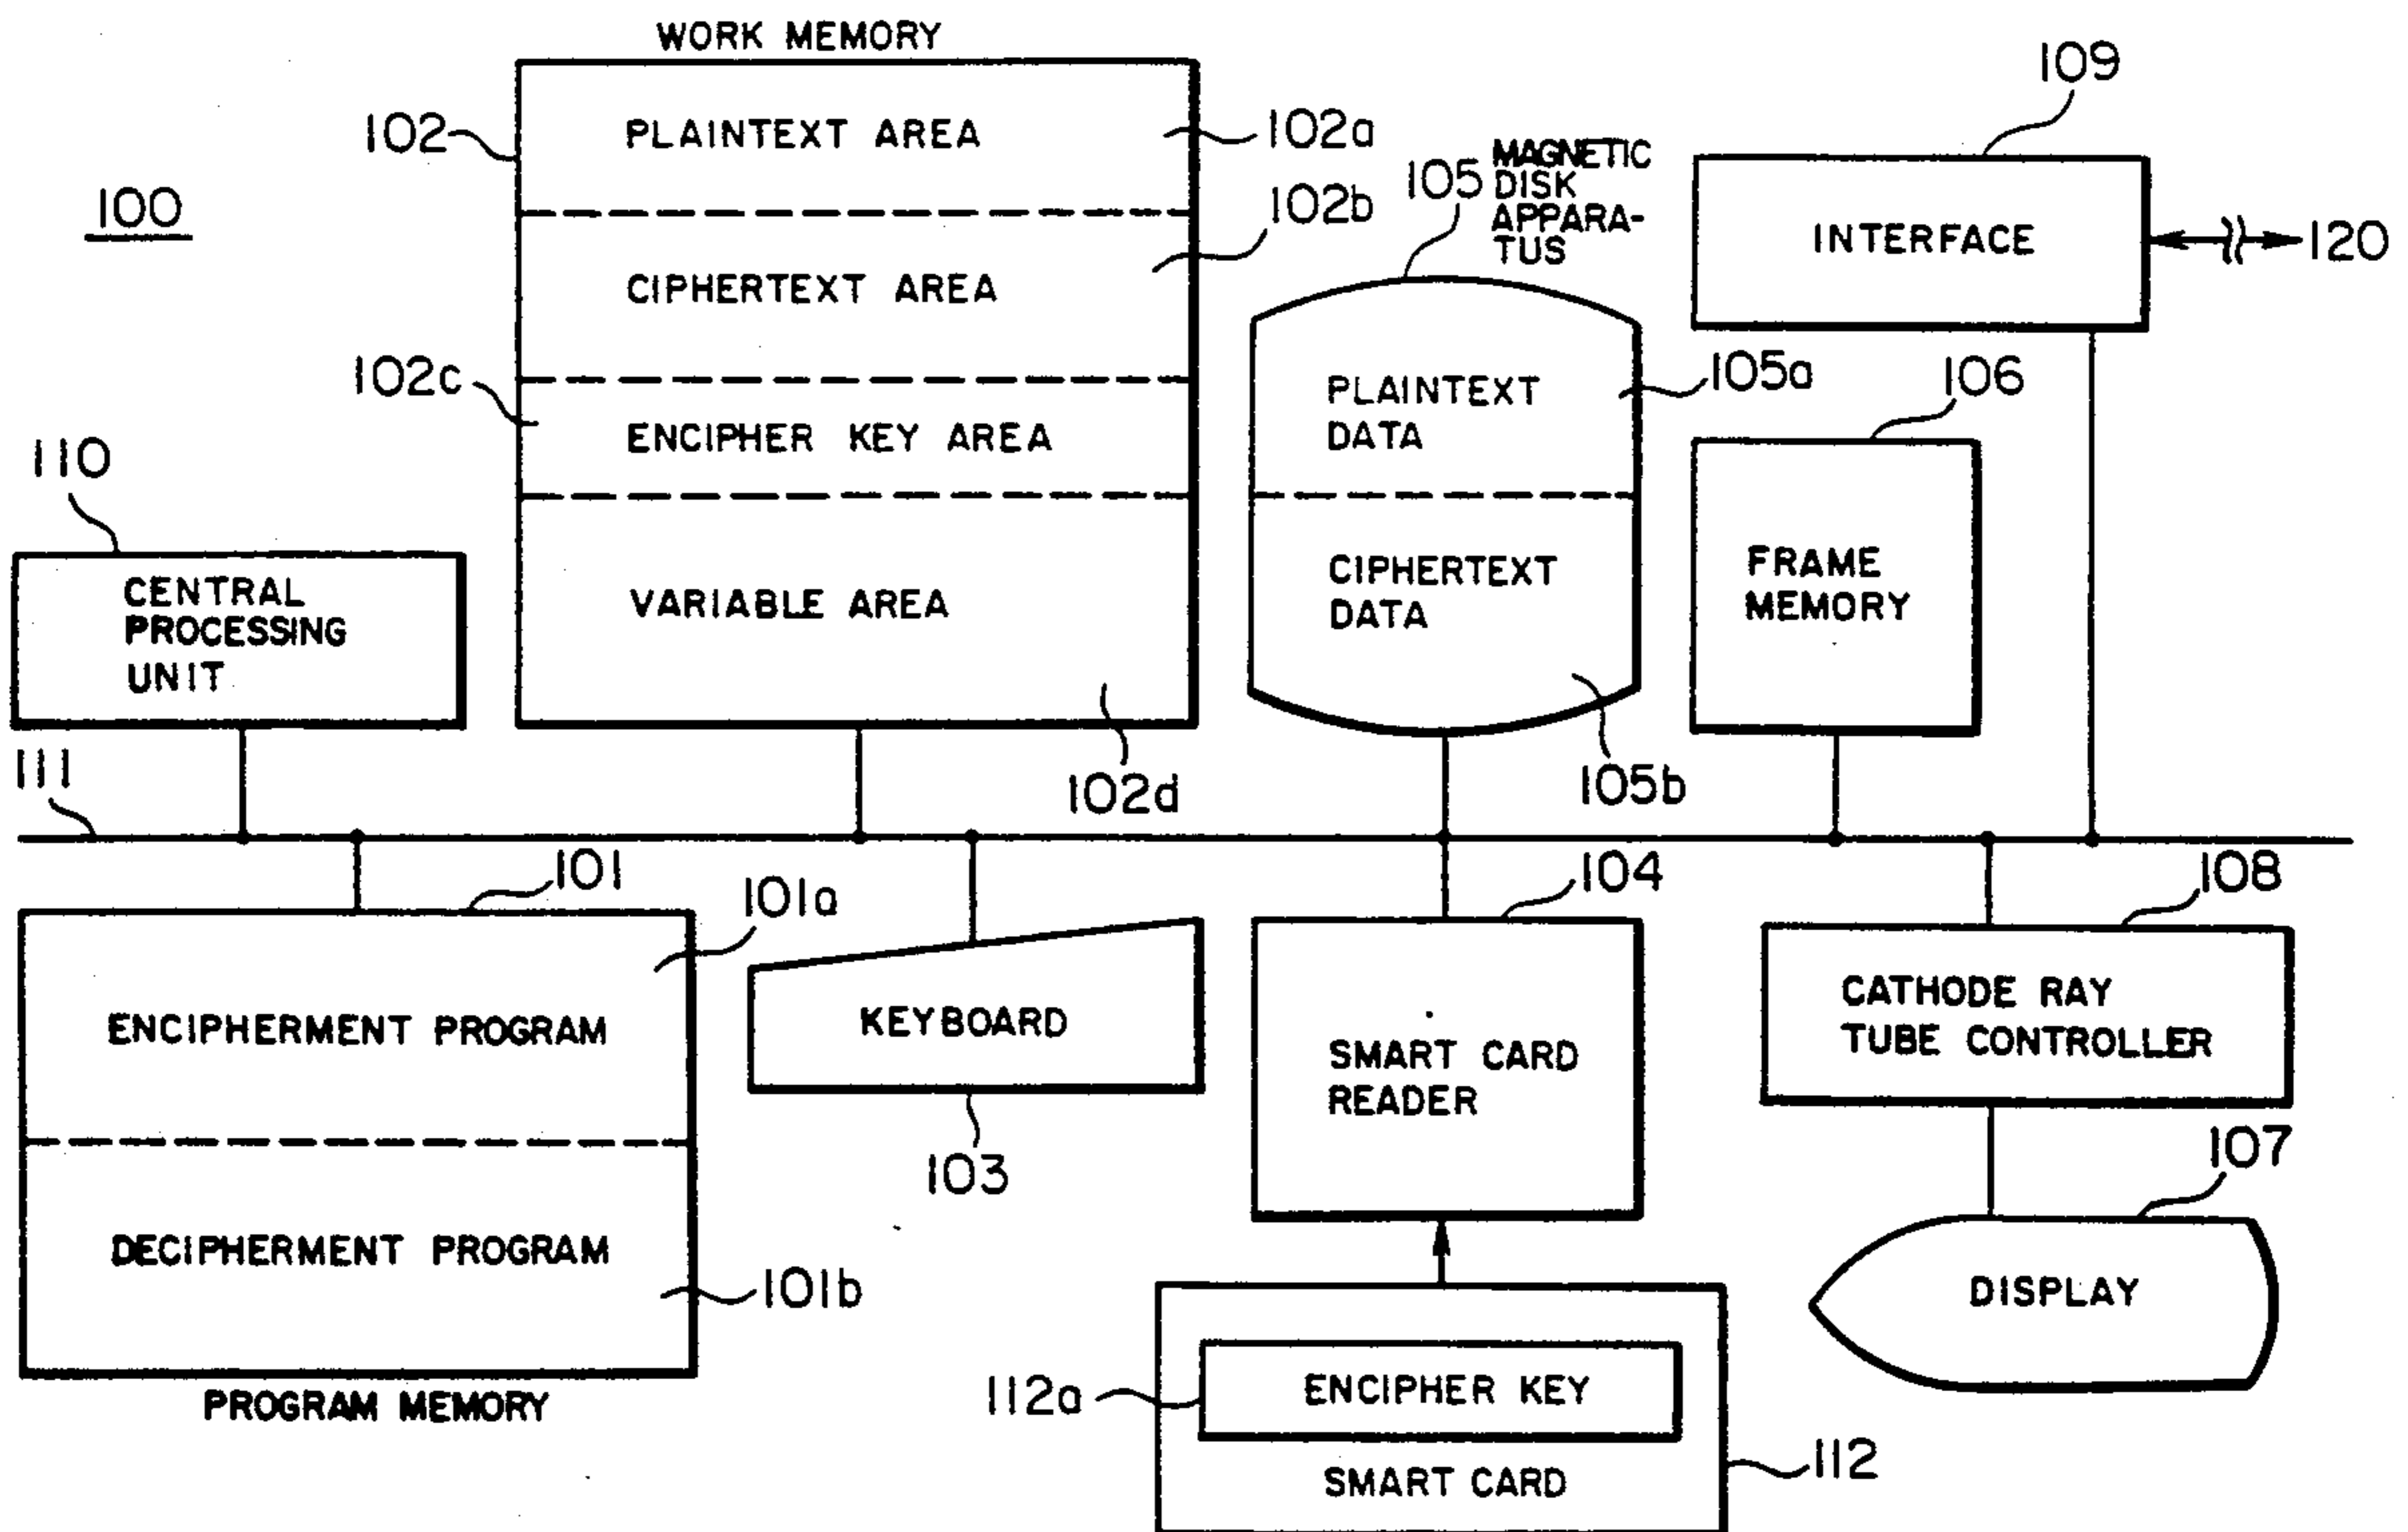 WORK MEMORY
109
102
PLAINTEXT AREA
102a
105
MAGNETIC
DISK
APPARA-
TUS
100
102b
INTERFACE
120
CIPHERTEXT AREA
102c
105a
106
PLAINTEXT
DATA
ENCIPHER KEY AREA
110
CENTRAL
PROCESSING
UNIT
VARIABLE AREA
CIPHERTEXT
DATA
FRAME
MEMORY
111
102d
105b
101
101a
104
108
ENCIPHERMENT PROGRAM
KEYBOARD
SMART CARD
READER
CATHODE RAY
TUBE CONTROLLER
103
107
DECIPHERMENT PROGRAM
101b
DISPLAY
PROGRAM MEMORY
112a
ENCIPHER KEY
SMART CARD
112